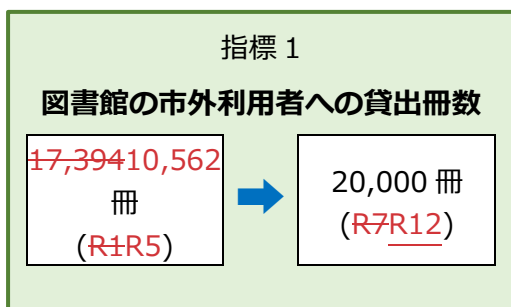 指標 1
図書館の市外利用者への貸出冊数
17,39410,562
冊
(R1R5)
20,000 冊
(R7R12)